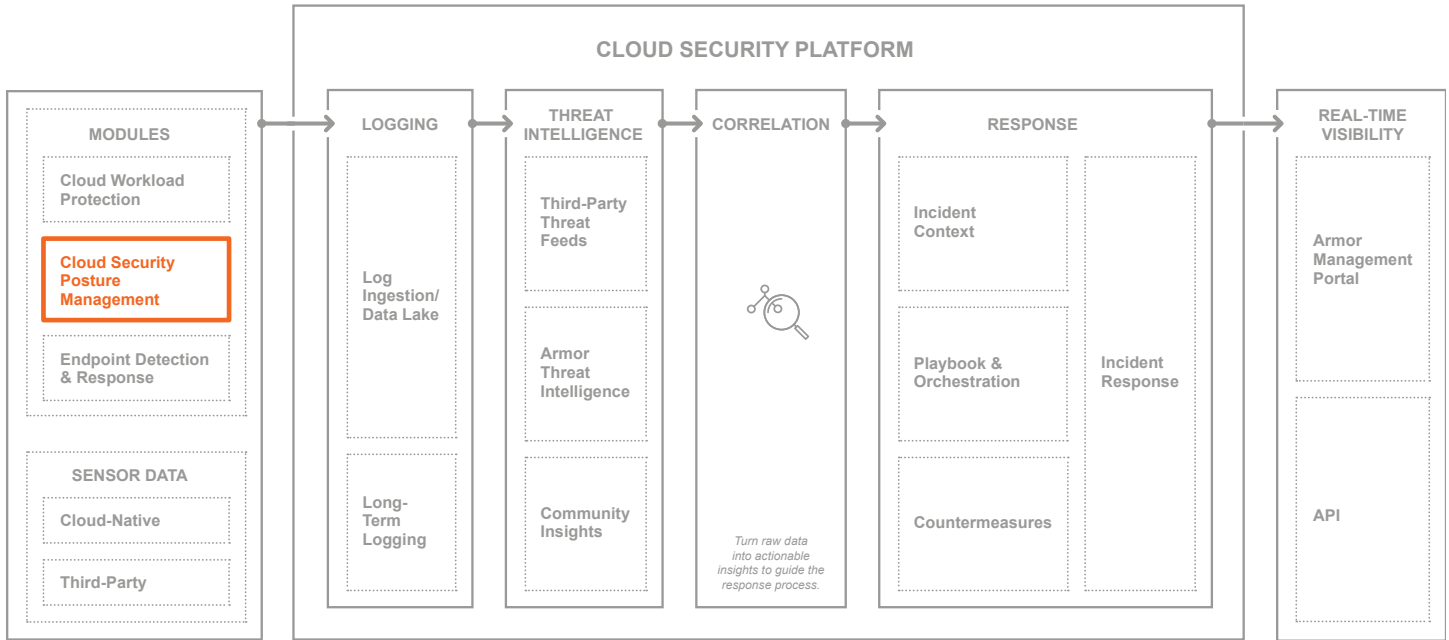 CLOUD SECURITY PLATFORM
MODULES
Cloud Workload
Protection
Cloud Security
Posture
Management
Endpoint Detection
& Response
SENSOR DATA
Cloud-Native
Third-Party
LOGGING
Log
Ingestion/
Data Lake
Long-
Term
Logging
THREAT
INTELLIGENCE
Third-Party
Threat
Feeds
Armor
Threat
Intelligence
Community
Insights
CORRELATION
Turn raw data
into actionable
insights to guide the
response process.
RESPONSE
Incident
Context
Playbook &
Orchestration
Countermeasures
Incident
Response
REAL-TIME
VISIBILITY
Armor
Management
Portal
API